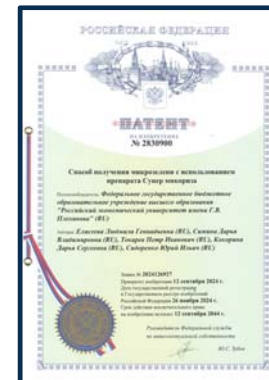 РОССИЙСКАЯ ФЕДЕРАЦИЯ
ПАТЕНТ
НА ИЗОБРЕТЕНИЕ
№ 2830900
Способ получения микрозелени с использованием
препарата Супер микориза
Патентообладатель: Федеральное государственное бюджетное
образовательное учреждение высшего образования
"Российский экономический университет имени Г.В.
Плеханова" (RU)
Авторы: Елисеева Людмила Геннадьевна (RU), Симина Дарья
Владимировна (RU), Токарев Петр Иванович (RU), Кокорина
Дарья Сергеевна (RU), Сидоренко Юрий Ильич (RU)
Заявка № 2024126927
Приоритет изобретения 12 сентября 2024 г.
Дата государственной регистрации
в Государственном реестре изобретений
Российской Федерации 26 ноября 2024 г.
Срок действия исключительного права
на изобретение истекает 12 сентября 2044 г.
Руководитель Федеральной службы
по интеллектуальной собственности
Ю.С. Зубов